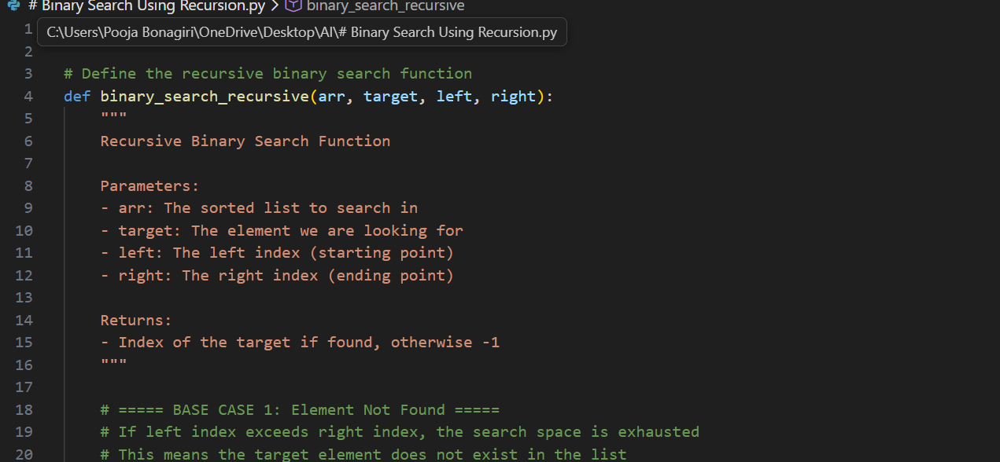 # Binary Search Using Recursion.py > binary_search_recursive
1
C:\Users\Pooja Bonagiri\OneDrive\Desktop\AI\# Binary Search Using Recursion.py
2
3 # Define the recursive binary search function
4 def binary_search_recursive(arr, target, left, right):
5 """
6 Recursive Binary Search Function
7
8 Parameters:
9 - arr: The sorted list to search in
10 - target: The element we are looking for
11 - left: The left index (starting point)
12 - right: The right index (ending point)
13
14 Returns:
15 - Index of the target if found, otherwise -1
16 """
17
18 # ===== BASE CASE 1: Element Not Found =====
19 # If left index exceeds right index, the search space is exhausted
20 # This means the target element does not exist in the list